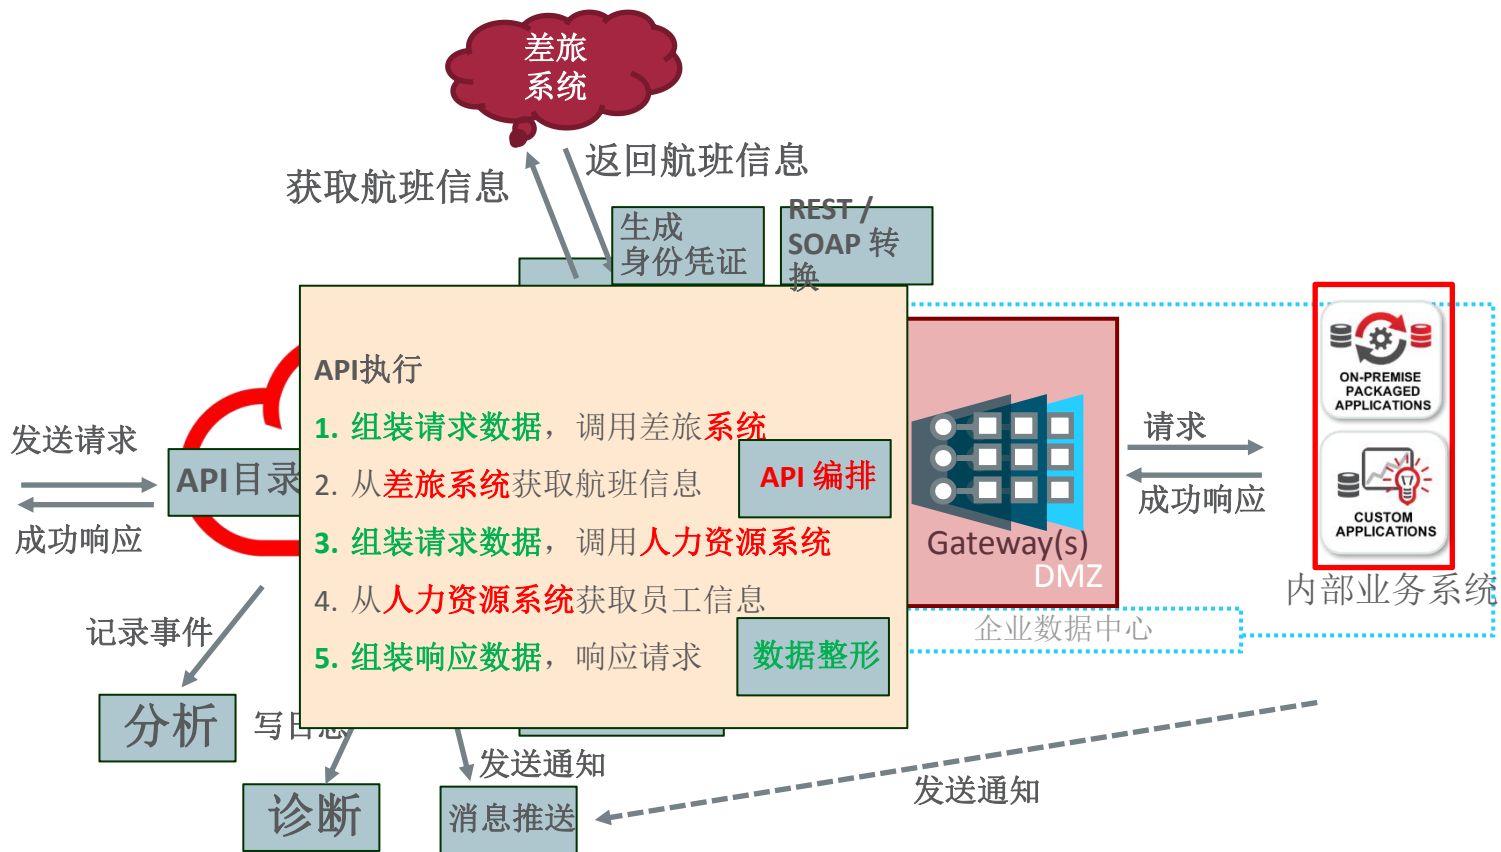 差旅
系统
返回航班信息
获取航班信息
生成
身份凭证
REST /
SOAP 转
换
API执行
1. 组装请求数据，调用差旅系统
2. 从差旅系统获取航班信息
API 编排
3. 组装请求数据，调用人力资源系统
4. 从人力资源系统获取员工信息
5. 组装响应数据，响应请求
数据整形
发送请求
API目录
成功响应
Gateway(s)
DMZ
请求
成功响应
ON-PREMISE
PACKAGED
APPLICATIONS
CUSTOM
APPLICATIONS
内部业务系统
企业数据中心
记录事件
分析
写日志
诊断
发送通知
消息推送
发送通知